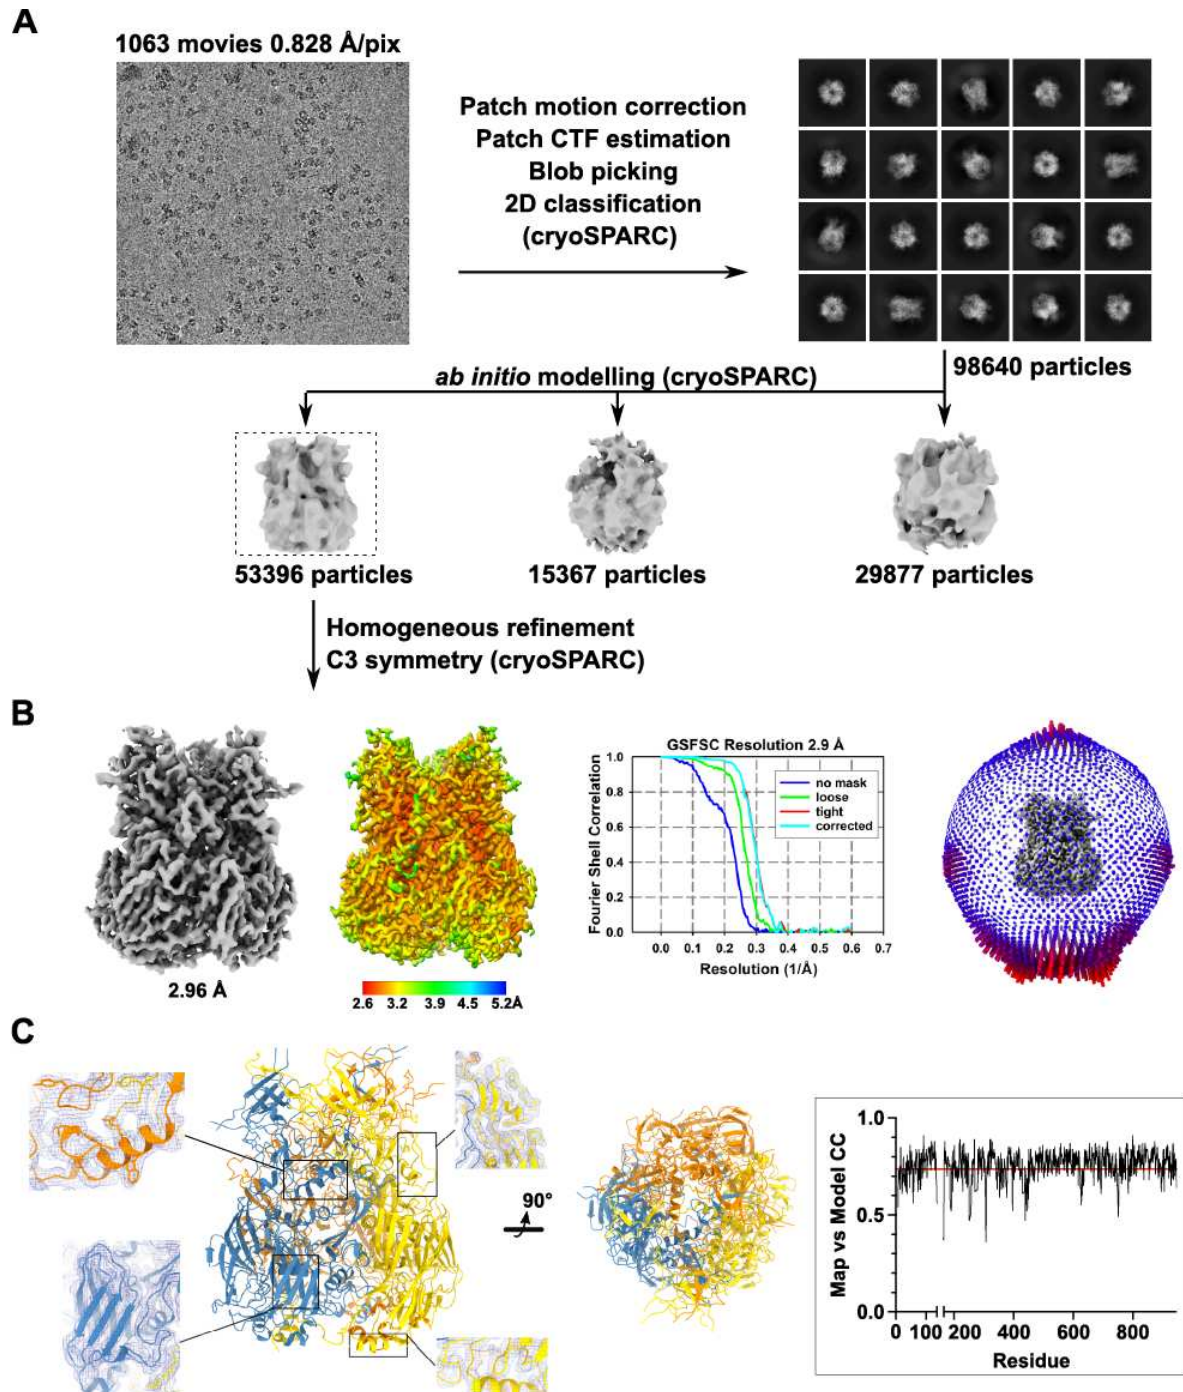 A
1063 movies 0.828 Å/pix
Patch motion correction
Patch CTF estimation
Blob picking
2D classification
(cryoSPARC)
98640 particles
ab initio modelling (cryoSPARC)
53396 particles
15367 particles
29877 particles
Homogeneous refinement
C3 symmetry (cryoSPARC)
B
2.96 Å
2.6 3.2 3.9 4.5 5.2Å
GSFSC Resolution 2.9 Å
Fourier Shell Correlation
1.0
0.8
0.6
0.4
0.2
0.0
no mask
loose
tight
corrected
0.0 0.1 0.2 0.3 0.4 0.5 0.6 0.7
Resolution (1/Å)
C
90°
Map vs Model CC
1.0
0.5
0.0
0 100 200 400 600 800
Residue